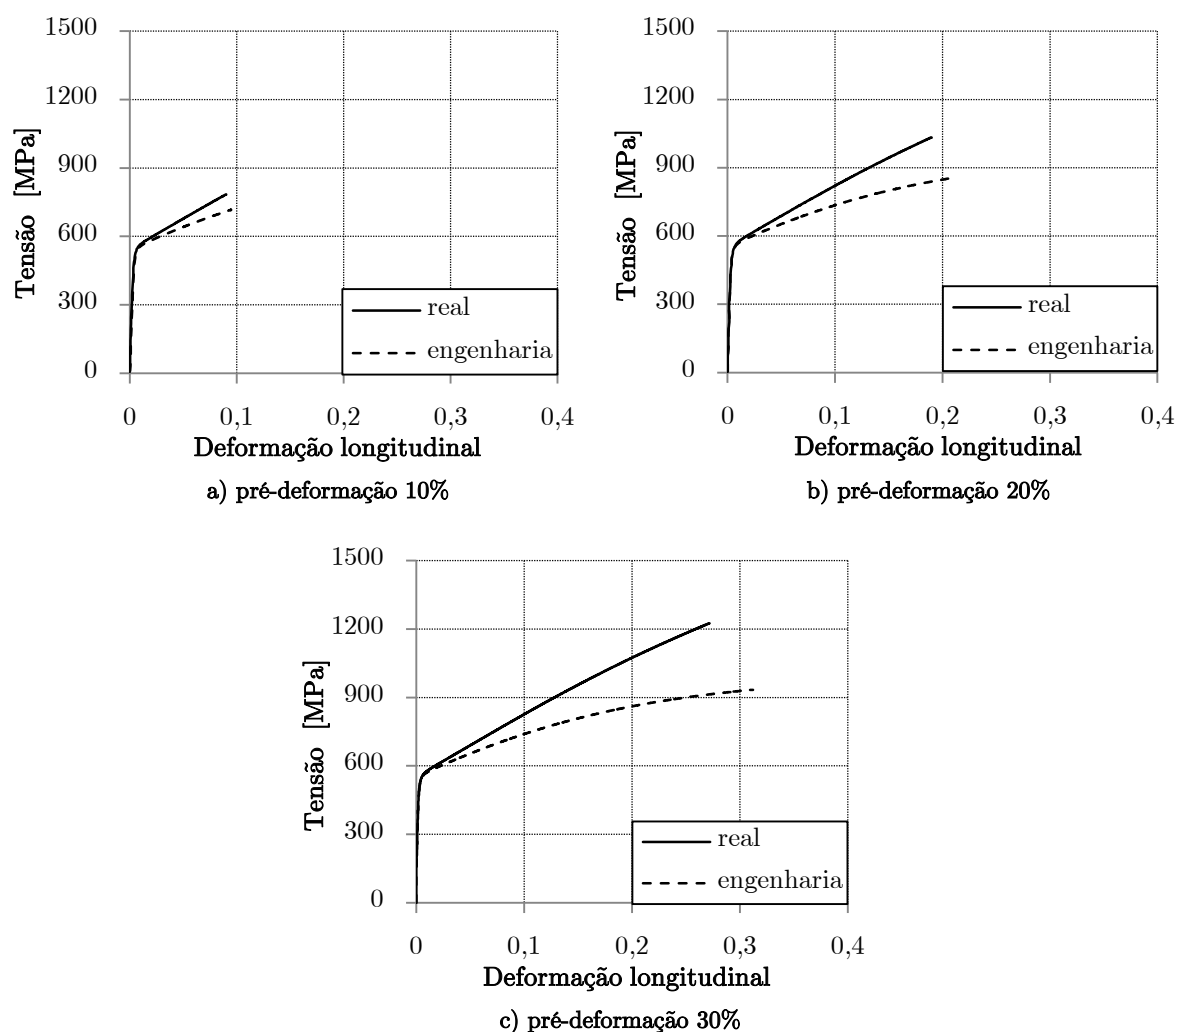 1500
1200
900
600
300
0
Tensão [MPa]
real
engenharia
0 0,1 0,2 0,3 0,4
Deformação longitudinal
a) pré-deformação 10%
1500
1200
900
600
300
0
Tensão [MPa]
real
engenharia
0 0,1 0,2 0,3 0,4
Deformação longitudinal
b) pré-deformação 20%
1500
1200
900
600
300
0
Tensão [MPa]
real
engenharia
0 0,1 0,2 0,3 0,4
Deformação longitudinal
c) pré-deformação 30%